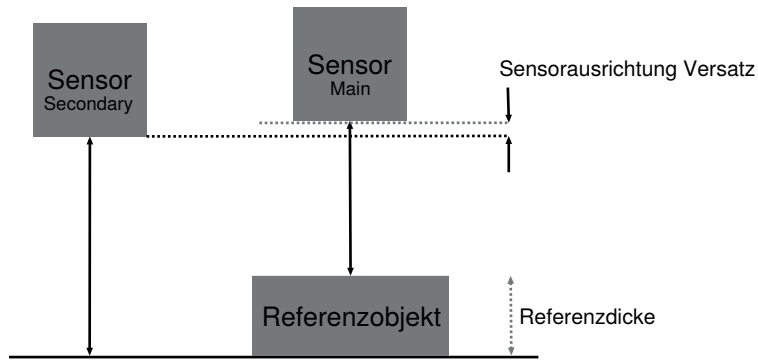 Sensor
Secondary
Sensor
Main
Sensorausrichtung Versatz
Referenzobjekt
Referenzdicke